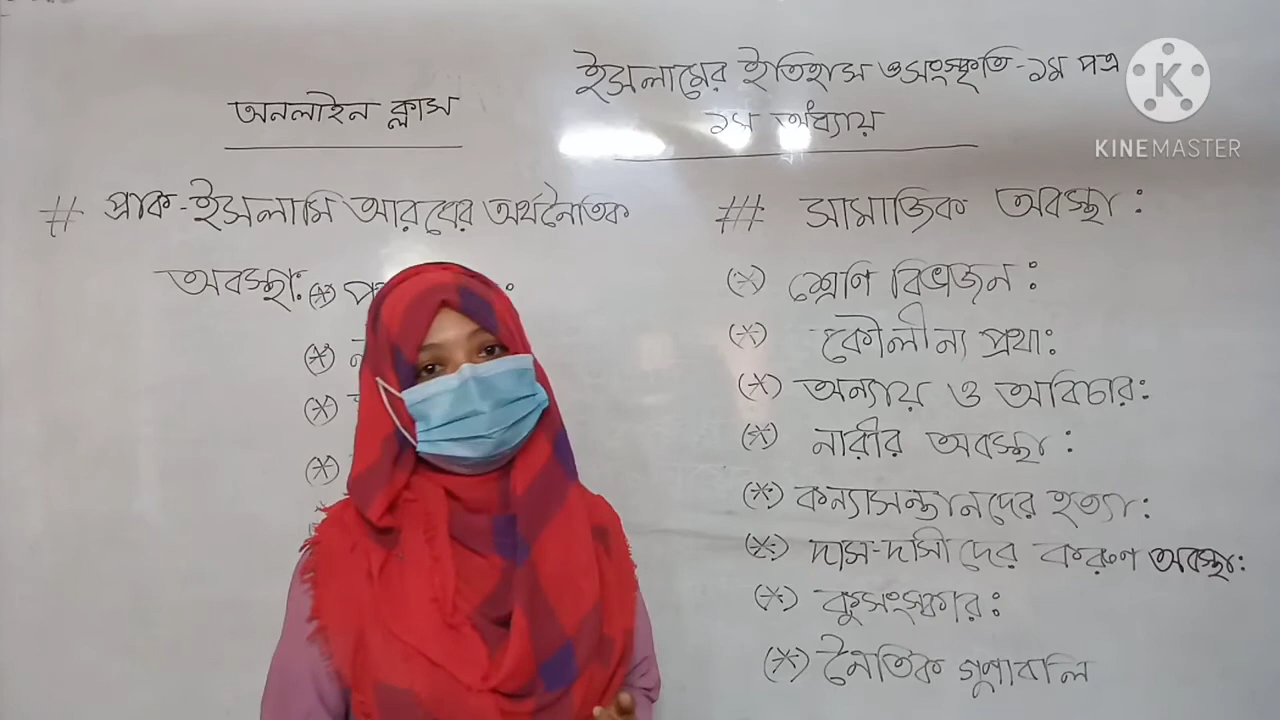 ইসলামের ইতিহাস ও সংস্কৃতি-১ম পত্র
অনলাইন ক্লাস
১ম অধ্যায়
# প্রাক-ইসলামি আরবের অর্থনৈতিক
অবস্থা: (*)
(*)
(*)
(*)
## সামাজিক অবস্থা:
(*) শ্রেণি বিভাজন:
(*) কৌলীন্য প্রথা:
(*) অন্যায় ও অবিচার:
(*) নারীর অবস্থা:
(*) কন্যাসন্তানদের হত্যা:
(*) দাস-দাসীদের করুণ অবস্থা:
(*) কুসংস্কার:
(*) নৈতিক গুণাবলি
KINEMASTER